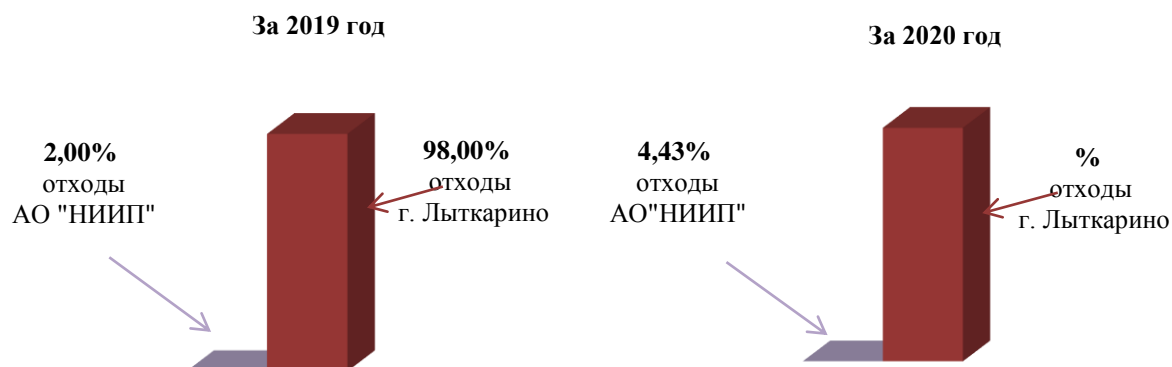 За 2019 год
2,00%
отходы
АО "НИИП"
98,00%
отходы
г. Лыткарино
За 2020 год
4,43%
отходы
АО"НИИП"
%
отходы
г. Лыткарино